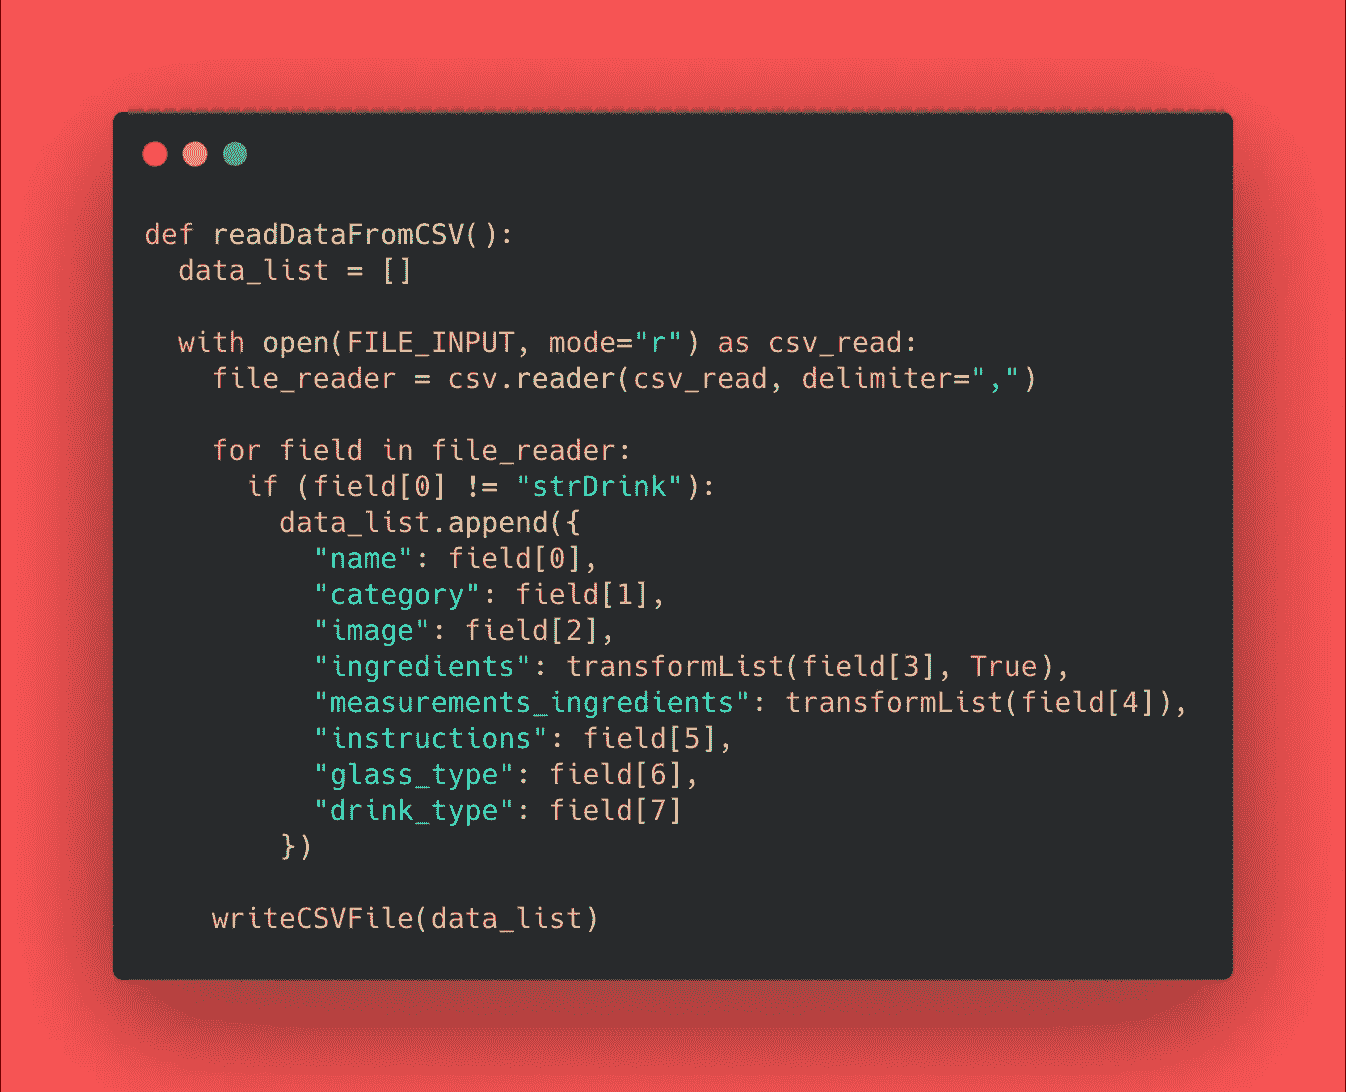 def readDataFromCSV():
  data_list = []

  with open(FILE_INPUT, mode="r") as csv_read:
    file_reader = csv.reader(csv_read, delimiter=",")

    for field in file_reader:
      if (field[0] != "strDrink"):
        data_list.append({
          "name": field[0],
          "category": field[1],
          "image": field[2],
          "ingredients": transformList(field[3], True),
          "measurements_ingredients": transformList(field[4]),
          "instructions": field[5],
          "glass_type": field[6],
          "drink_type": field[7]
        })

    writeCSVFile(data_list)